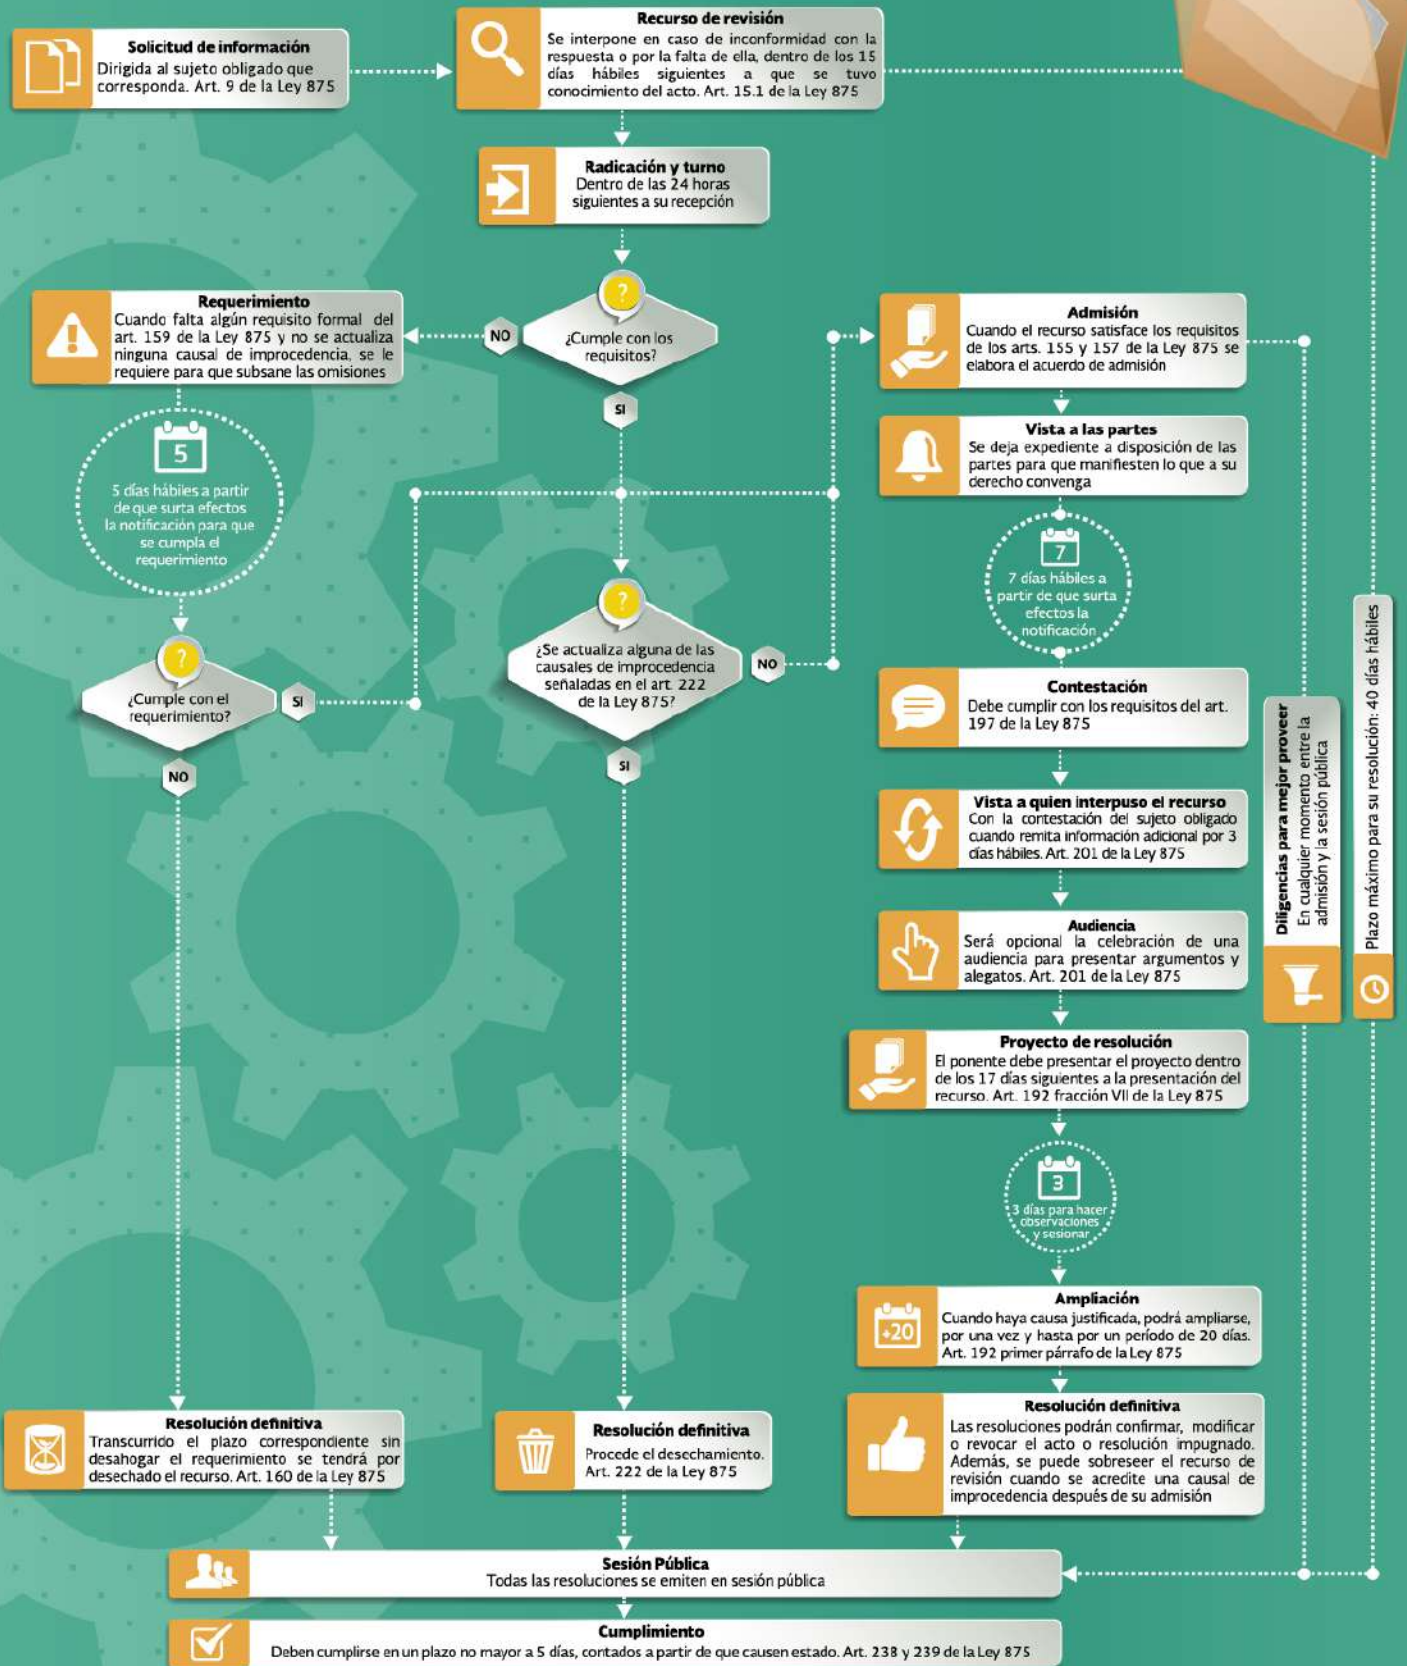 Solicitud de información
Dirigida al sujeto obligado que
corresponda. Art. 9 de la Ley 875
Recurso de revisión
Se interpone en caso de inconformidad con la
respuesta o por la falta de ella, dentro de los 15
días hábiles siguientes a que se tuvo
conocimiento del acto. Art. 15.1 de la Ley 875
Radicación y turno
Dentro de las 24 horas
siguientes a su recepción
?
¿Cumple con los
requisitos?
NO
SI
Requerimiento
Cuando falta algún requisito formal del
art. 159 de la Ley 875 y no se actualiza
ninguna causal de improcedencia, se le
requiere para que subsane las omisiones
5
5 días hábiles a partir
de que surta efectos
la notificación para que
se cumpla el
requerimiento
?
¿Cumple con el
requerimiento?
SI
NO
?
¿Se actualiza alguna de las
causales de improcedencia
señaladas en el art. 222
de la Ley 875?
NO
SI
Admisión
Cuando el recurso satisface los requisitos
de los arts. 155 y 157 de la Ley 875 se
elabora el acuerdo de admisión
Vista a las partes
Se deja expediente a disposición de las
partes para que manifiesten lo que a su
derecho convenga
7
7 días hábiles a
partir de que surta
efectos la
notificación
Contestación
Debe cumplir con los requisitos del art.
197 de la Ley 875
Vista a quien interpuso el recurso
Con la contestación del sujeto obligado
cuando remita información adicional por 3
días hábiles. Art. 201 de la Ley 875
Audiencia
Será opcional la celebración de una
audiencia para presentar argumentos y
alegatos. Art. 201 de la Ley 875
Proyecto de resolución
El ponente debe presentar el proyecto dentro
de los 17 días siguientes a la presentación del
recurso. Art. 192 fracción VII de la Ley 875
3
3 días para hacer
observaciones
y sesionar
+20
Ampliación
Cuando haya causa justificada, podrá ampliarse,
por una vez y hasta por un período de 20 días.
Art. 192 primer párrafo de la Ley 875
Resolución definitiva
Las resoluciones podrán confirmar, modificar
o revocar el acto o resolución impugnado.
Además, se puede sobreseer el recurso de
revisión cuando se acredite una causal de
improcedencia después de su admisión
Diligencias para mejor proveer
En cualquier momento entre la
admisión y la sesión pública
Plazo máximo para su resolución: 40 días hábiles
Resolución definitiva
Transcurrido el plazo correspondiente sin
desahogar el requerimiento se tendrá por
desechado el recurso. Art. 160 de la Ley 875
Resolución definitiva
Procede el desechamiento.
Art. 222 de la Ley 875
Sesión Pública
Todas las resoluciones se emiten en sesión pública
Cumplimiento
Deben cumplirse en un plazo no mayor a 5 días, contados a partir de que causen estado. Art. 238 y 239 de la Ley 875